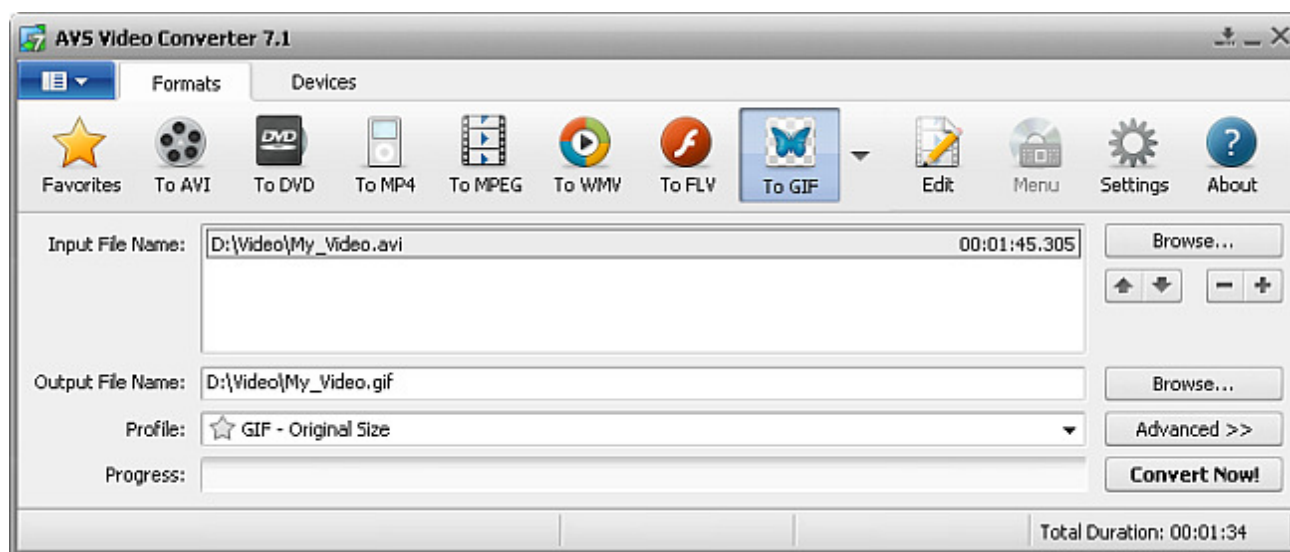 AVS Video Converter 7.1
Formats Devices
DVD
Favorites To AVI To DVD To MP4 To MPEG To WMV To FLV To GIF Edit Menu Settings About
Input File Name: D:\Video\My_Video.avi 00:01:45.305 Browse...
Output File Name: D:\Video\My_Video.gif Browse...
Profile: GIF - Original Size Advanced >>
Progress: Convert Now!
Total Duration: 00:01:34